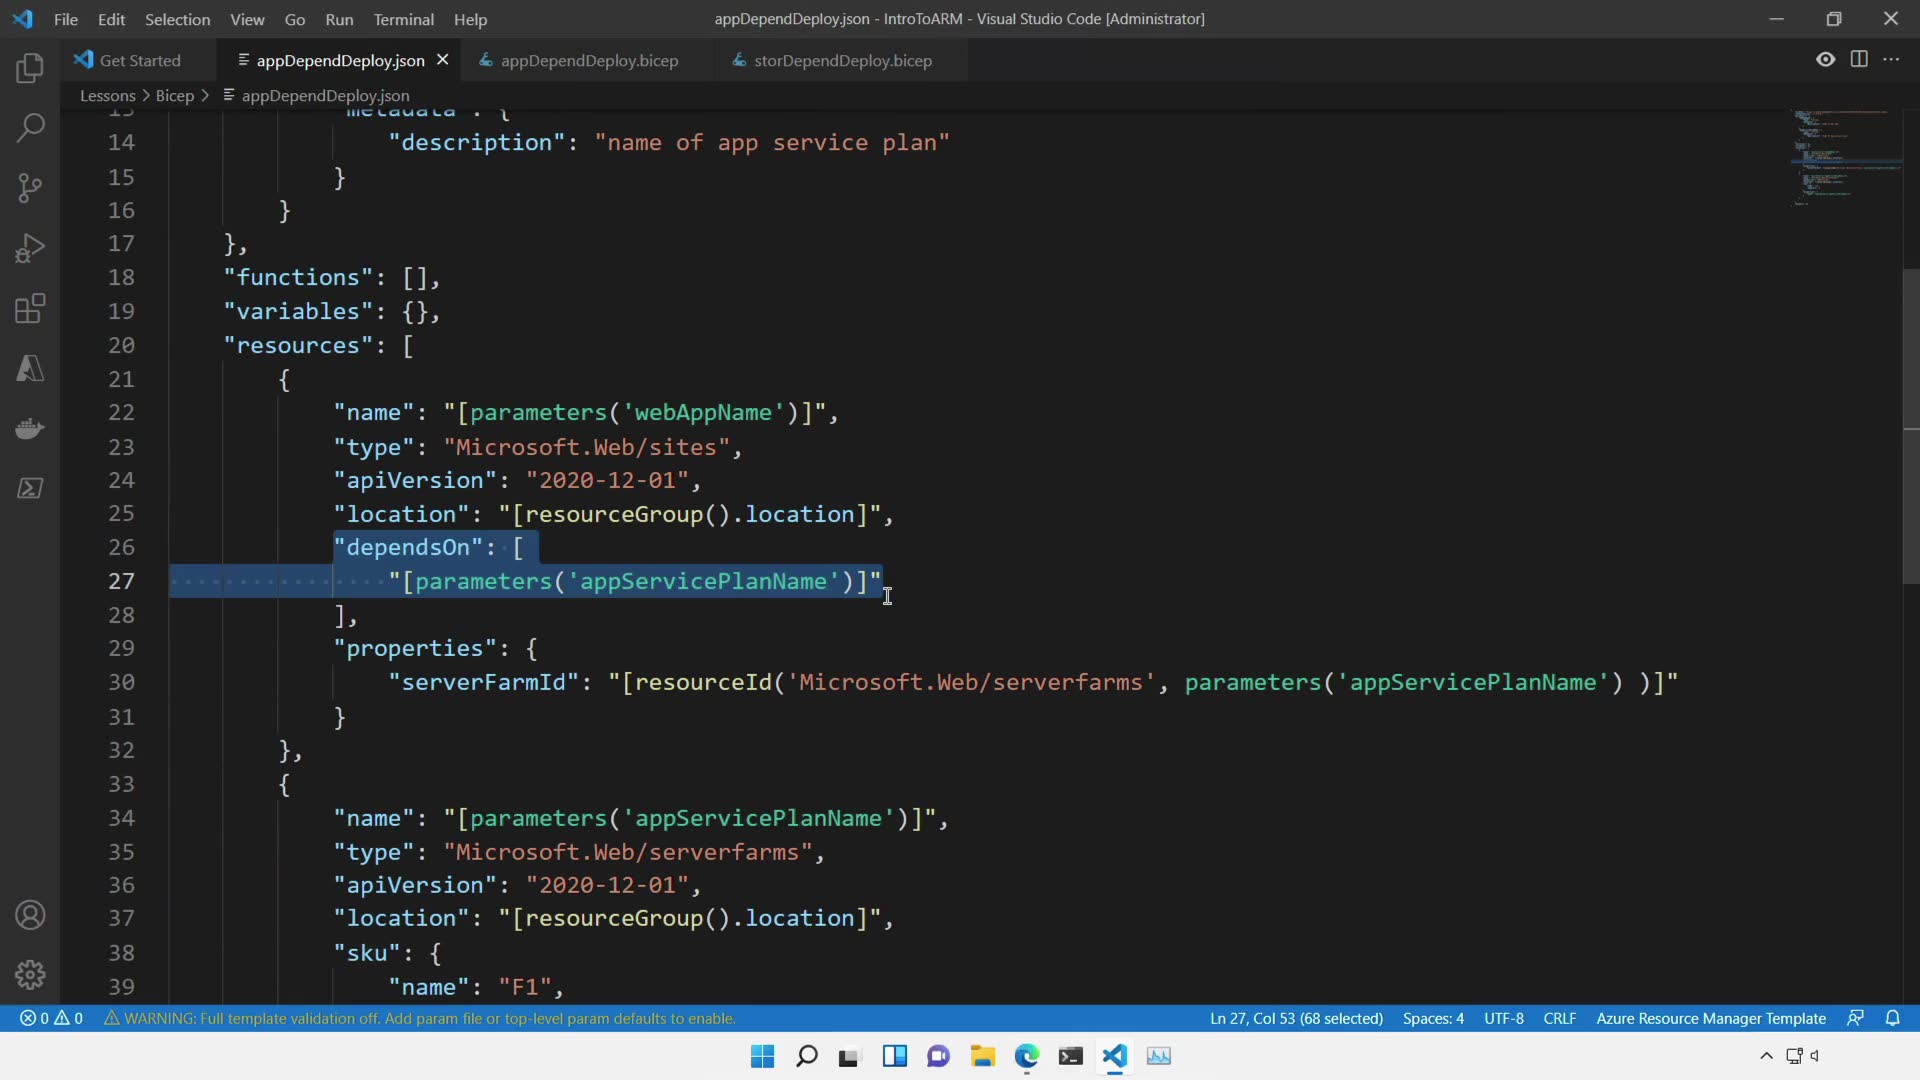 File Edit Selection View Go Run Terminal Help appDependDeploy.json - IntroToARM - Visual Studio Code [Administrator]
Get Started appDependDeploy.json appDependDeploy.bicep storDependDeploy.bicep
Lessons > Bicep > appDependDeploy.json
13 "metadata": {
14 "description": "name of app service plan"
15 }
16 }
17 },
18 "functions": [],
19 "variables": {},
20 "resources": [
21 {
22 "name": "[parameters('webAppName')]",
23 "type": "Microsoft.Web/sites",
24 "apiVersion": "2020-12-01",
25 "location": "[resourceGroup().location]",
26 "dependsOn": [
27 "[parameters('appServicePlanName')]"
28 ],
29 "properties": {
30 "serverFarmId": "[resourceId('Microsoft.Web/serverfarms', parameters('appServicePlanName') )]"
31 }
32 },
33 {
34 "name": "[parameters('appServicePlanName')]",
35 "type": "Microsoft.Web/serverfarms",
36 "apiVersion": "2020-12-01",
37 "location": "[resourceGroup().location]",
38 "sku": {
39 "name": "F1",
0 0 WARNING: Full template validation off. Add param file or top-level param defaults to enable. Ln 27, Col 53 (68 selected) Spaces: 4 UTF-8 CRLF Azure Resource Manager Template